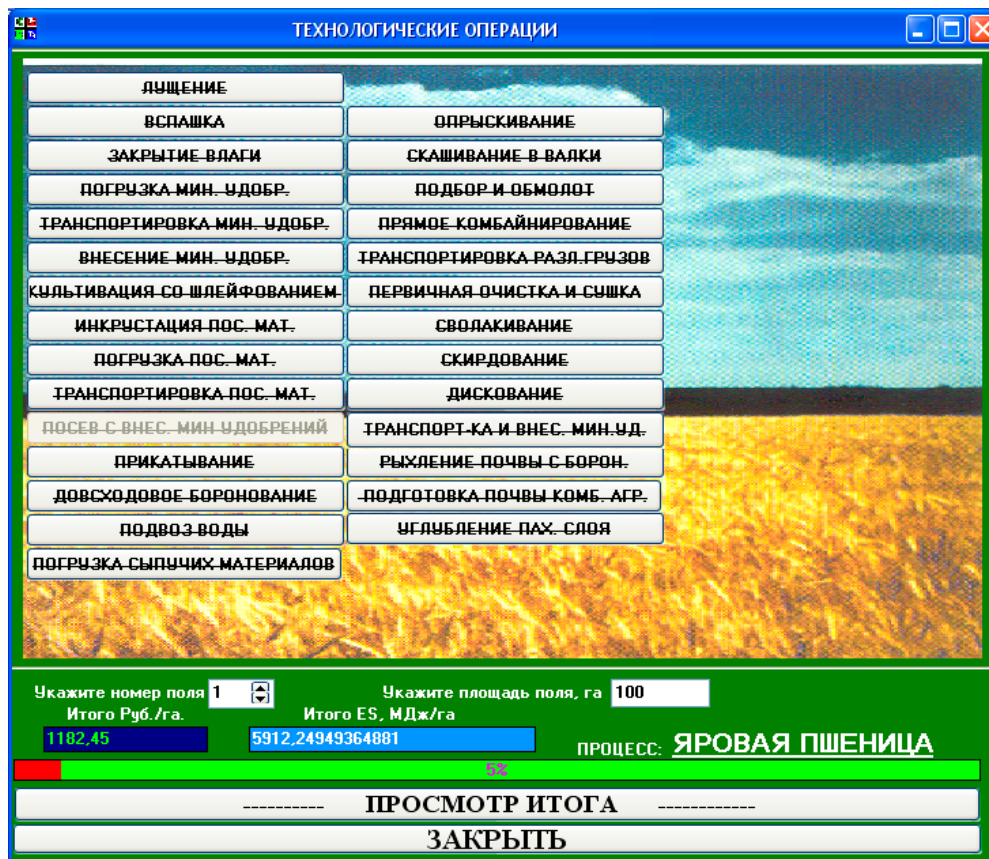 ТЕХНОЛОГИЧЕСКИЕ ОПЕРАЦИИ
ЛУЩЕНИЕ
ВСПАШКА
ЗАКРЫТИЕ ВЛАГИ
ПОГРУЗКА МИН. УДОБР.
ТРАНСПОРТИРОВКА МИН. УДОБР.
ВНЕСЕНИЕ МИН. УДОБР.
КУЛЬТИВАЦИЯ СО ШЛЕЙФОВАНИЕМ
ИНКРУСТАЦИЯ ПОС. МАТ.
ПОГРУЗКА ПОС. МАТ.
ТРАНСПОРТИРОВКА ПОС. МАТ.
ПОСЕВ С ВНЕС. МИН УДОБРЕНИЙ
ПРИКАТЫВАНИЕ
ДОВСХОДОВОЕ БОРОНОВАНИЕ
ПОДВОЗ ВОДЫ
ПОГРУЗКА СЫПУЧИХ МАТЕРИАЛОВ
ОПРЫСКИВАНИЕ
СКАШИВАНИЕ В ВАЛКИ
ПОДБОР И ОБМОЛОТ
ПРЯМОЕ КОМБАЙНИРОВАНИЕ
ТРАНСПОРТИРОВКА РАЗЛ.ГРУЗОВ
ПЕРВИЧНАЯ ОЧИСТКА И СУШКА
СВОЛАКИВАНИЕ
СКИРДОВАНИЕ
ДИСКОВАНИЕ
ТРАНСПОРТ-КА И ВНЕС. МИН.УД.
РЫХЛЕНИЕ ПОЧВЫ С БОРОН.
ПОДГОТОВКА ПОЧВЫ КОМБ. АГР.
УГЛУБЛЕНИЕ ПАХ. СЛОЯ
Укажите номер поля 1 Укажите площадь поля, га 100
Итого Руб./га. Итого ES, МДж/га
1182,45 5912,24949364881
ПРОЦЕСС: ЯРОВАЯ ПШЕНИЦА
5%
---------- ПРОСМОТР ИТОГА ------------
ЗАКРЫТЬ